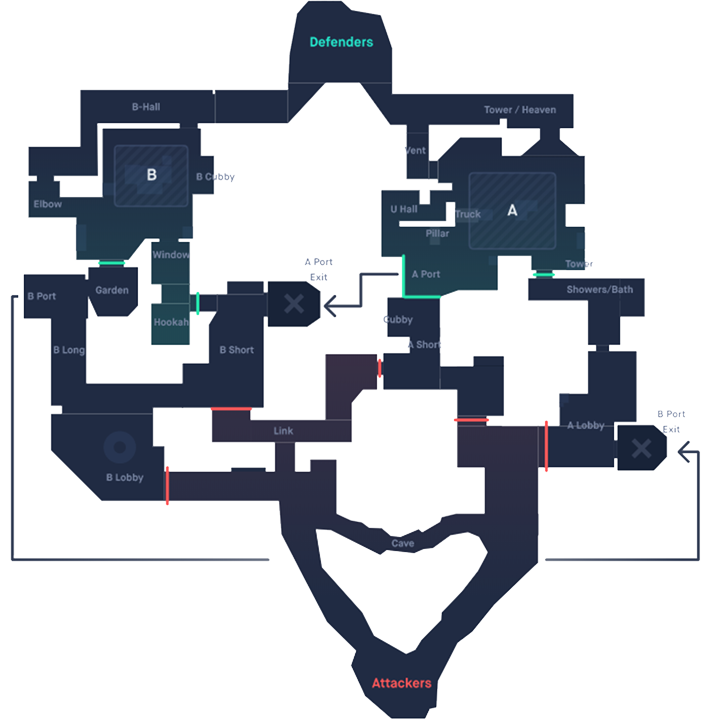 Defenders
B-Hall
Tower / Heaven
Vent
B
B Cubby
Elbow
U Hall
Truck
A
Pillar
Window
A Port
Exit
A Port
Tower
Garden
B Port
Showers/Bath
Hookah
Cubby
B Long
B Short
A Short
B Port
Exit
A Lobby
Link
B Lobby
Cave
Attackers